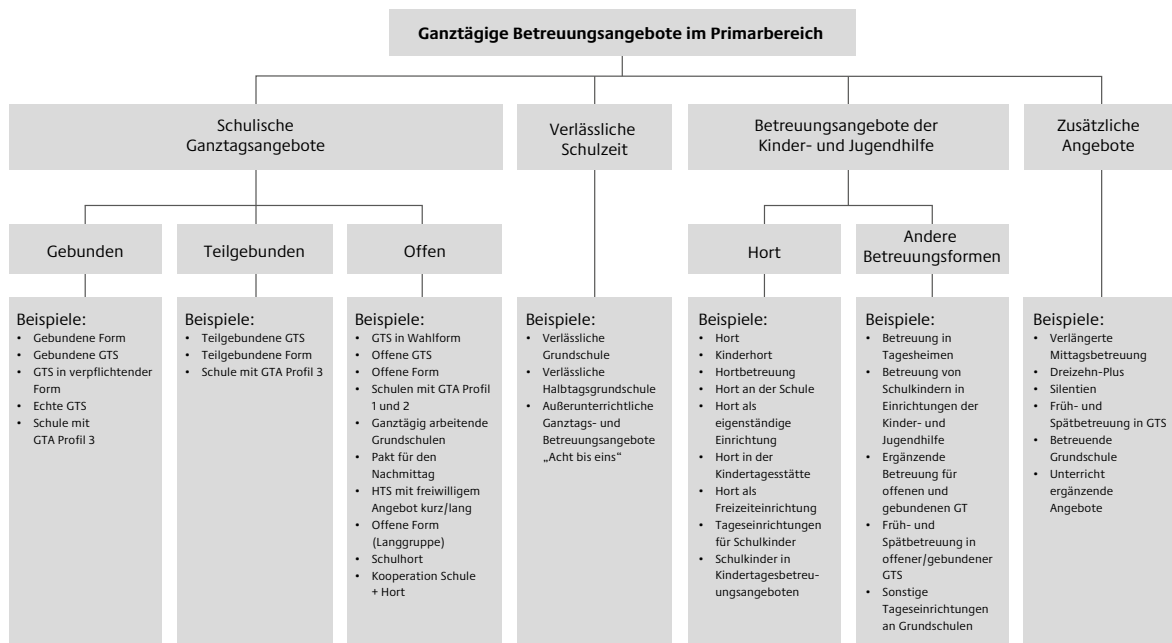 Ganztägige Betreuungsangebote im Primarbereich
Schulische
Ganztagsangebote
Verlässliche
Schulzeit
Betreuungsangebote der
Kinder- und Jugendhilfe
Zusätzliche
Angebote
Gebunden
Teilgebunden
Offen
Hort
Andere
Betreuungsformen
Beispiele:
• Gebundene Form
• Gebundene GTS
• GTS in verpflichtender
Form
• Echte GTS
• Schule mit
GTA Profil 3
Beispiele:
• Teilgebundene GTS
• Teilgebundene Form
• Schule mit GTA Profil 3
Beispiele:
• GTS in Wahlform
• Offene GTS
• Offene Form
• Schulen mit GTA Profil
1 und 2
• Ganztägig arbeitende
Grundschulen
• Pakt für den
Nachmittag
• HTS mit freiwilligem
Angebot kurz/lang
• Offene Form
(Langgruppe)
• Schulhort
• Kooperation Schule
+ Hort
Beispiele:
• Verlässliche
Grundschule
• Verlässliche
Halbtagsgrundschule
• Außerunterrichtliche
Ganztags- und
Betreuungsangebote
„Acht bis eins“
Beispiele:
• Hort
• Kinderhort
• Hortbetreuung
• Hort an der Schule
• Hort als
eigenständige
Einrichtung
• Hort in der
Kindertagesstätte
• Hort als
Freizeiteinrichtung
• Tageseinrichtungen
für Schulkinder
• Schulkinder in
Kindertagesbetreu-
ungsangeboten
Beispiele:
• Betreuung in
Tagesheimen
• Betreuung von
Schulkindern in
Einrichtungen der
Kinder- und
Jugendhilfe
• Ergänzende
Betreuung für
offenen und
gebundenen GT
• Früh- und
Spätbetreuung in
offener/gebundener
GTS
• Sonstige
Tageseinrichtungen
an Grundschulen
Beispiele:
• Verlängerte
Mittagsbetreuung
• Dreizehn-Plus
• Silentien
• Früh- und
Spätbetreuung in GTS
• Betreuende
Grundschule
• Unterricht
ergänzende
Angebote